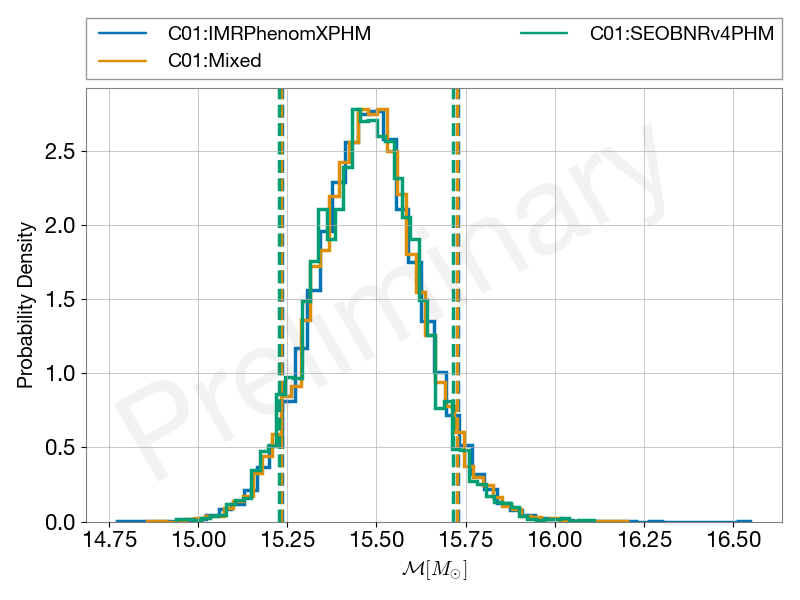 C01:IMRPhenomXPHM
C01:Mixed
C01:SEOBNRv4PHM
Preliminary
Probability Density
2.5
2.0
1.5
1.0
0.5
0.0
14.75 15.00 15.25 15.50 15.75 16.00 16.25 16.50
ℳ[M⊙]